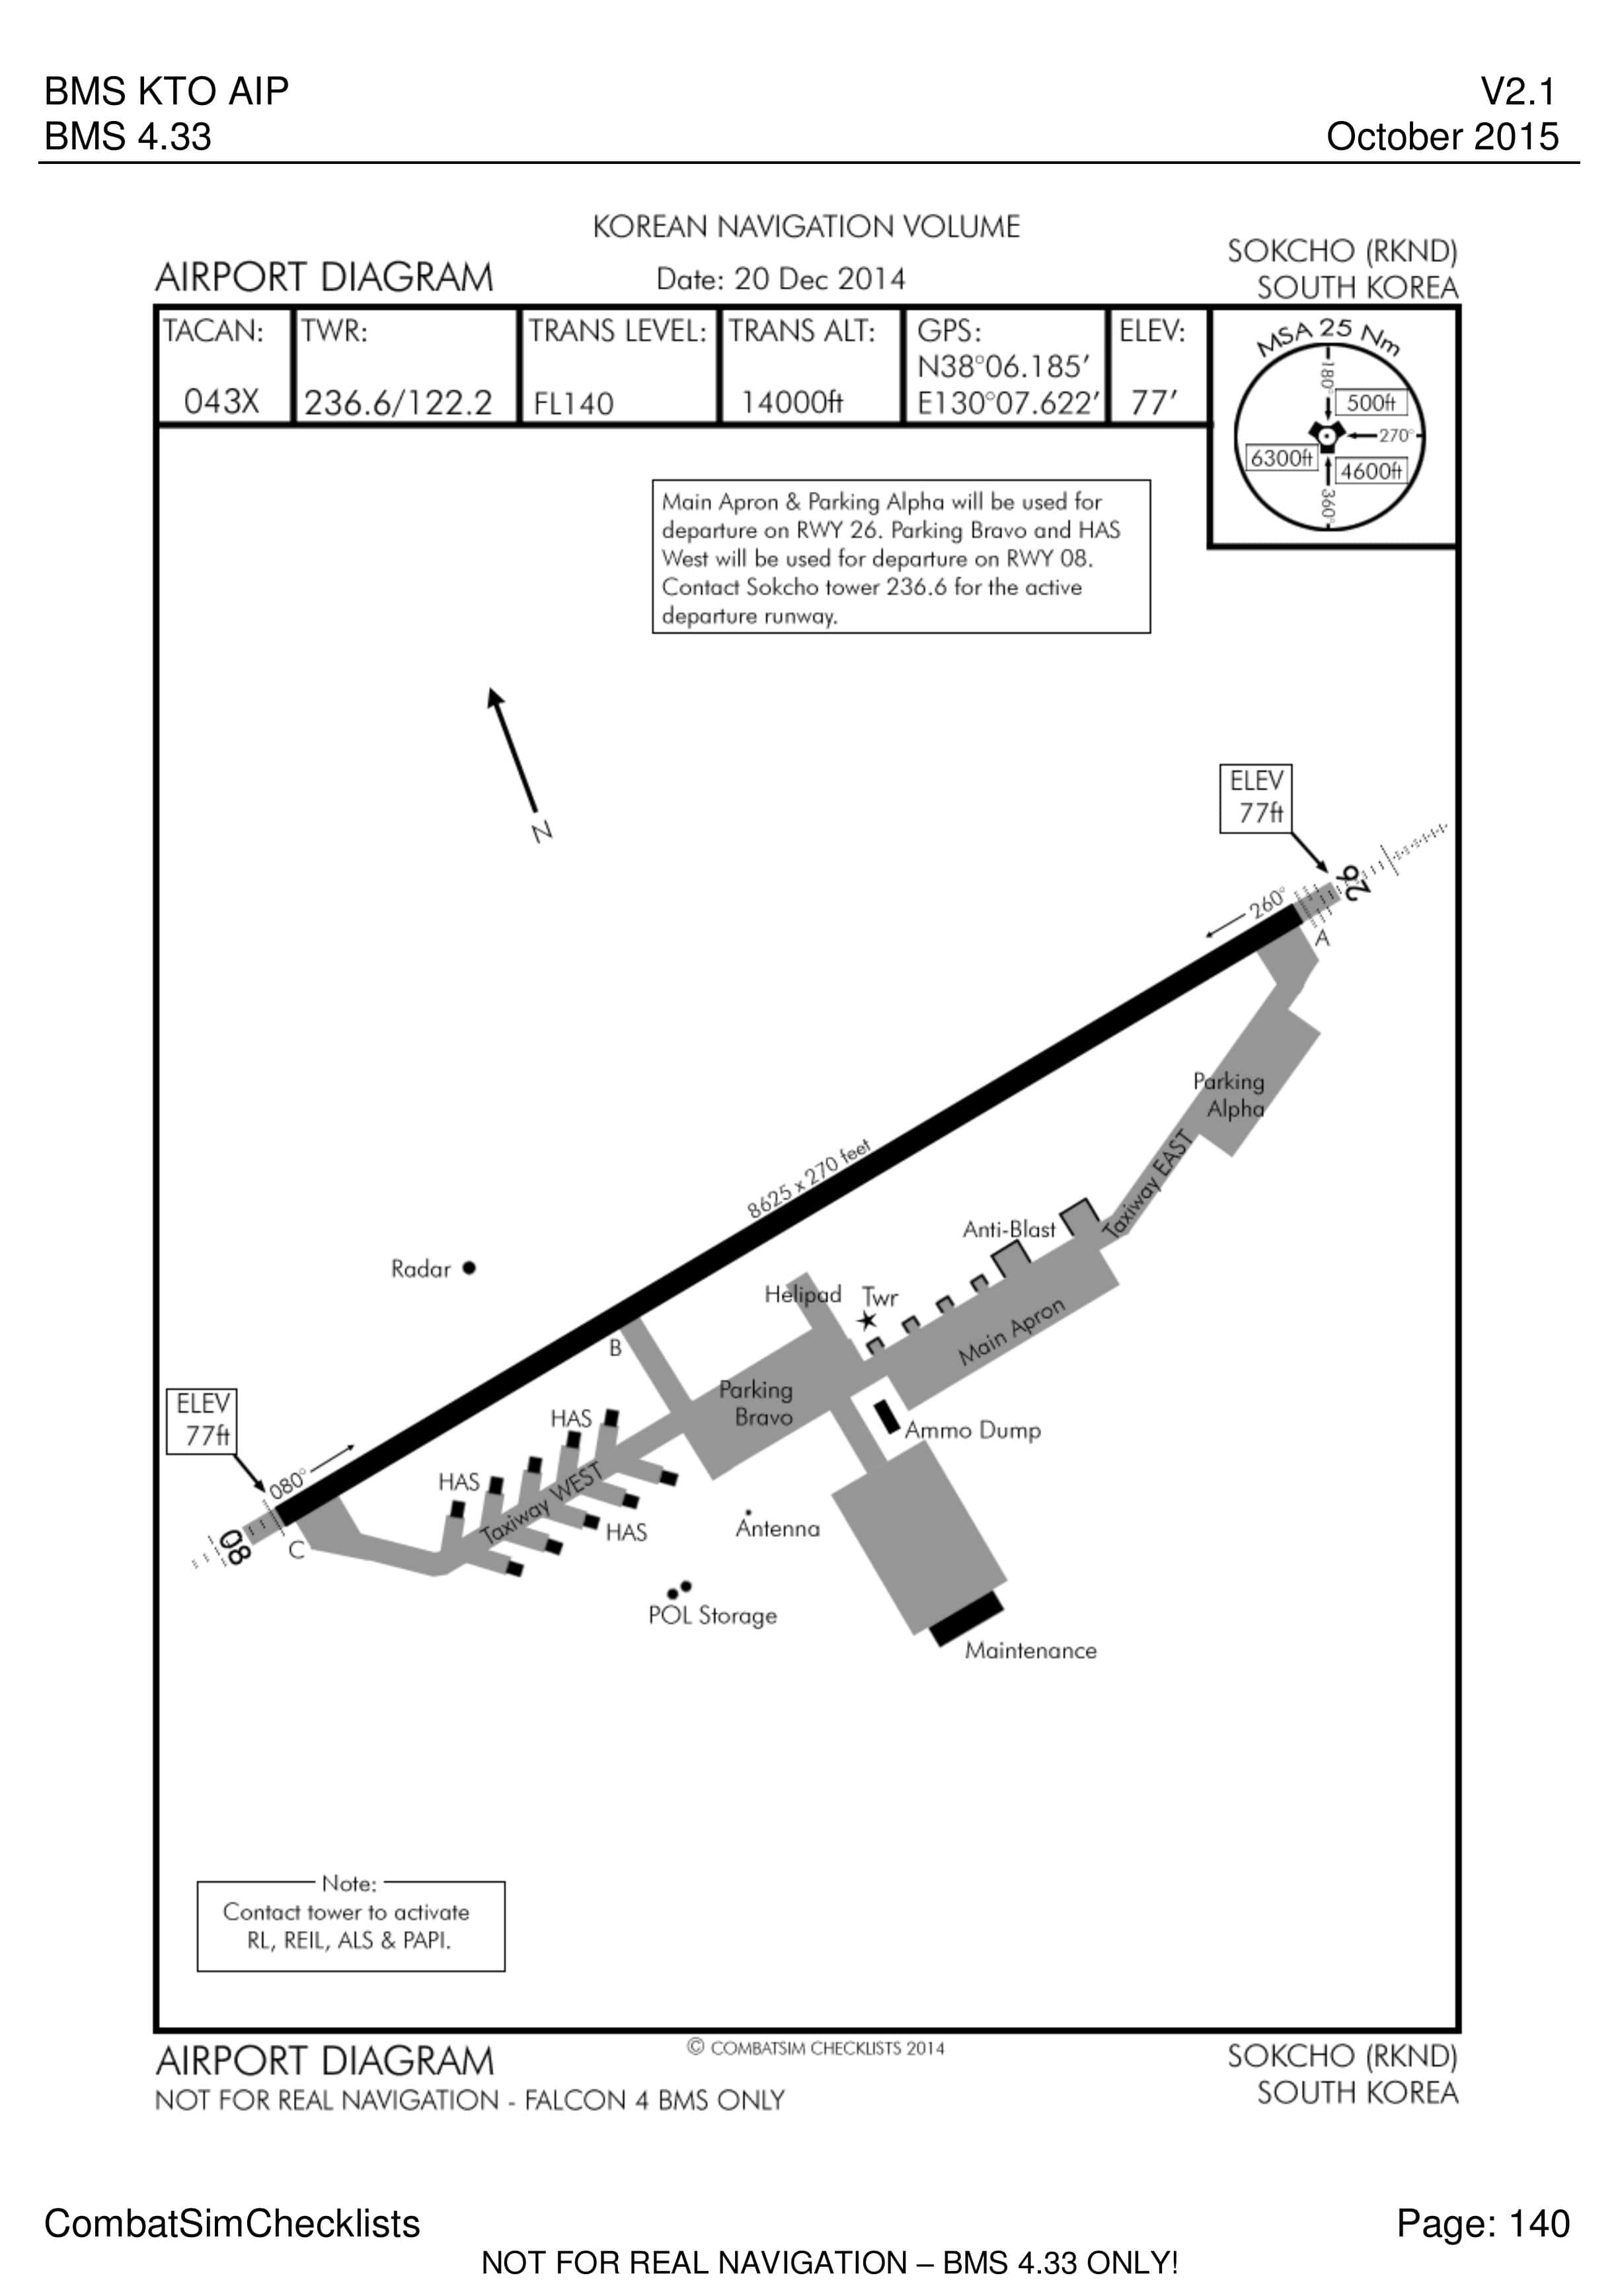 BMS KTO AIP
V2.1
BMS 4.33
October 2015
KOREAN NAVIGATION VOLUME
SOKCHO (RKND)
AIRPORT DIAGRAM
Date: 20 Dec 2014
SOUTH KOREA
TACAN:
043X
TWR:
236.6/122.2
TRANS LEVEL:
FL140
TRANS ALT:
14000ft
GPS:
N38°06.185'
E130°07.622'
ELEV:
77'
MSA 25 Nm
180°
500ft
270°
6300ft
4600ft
360°
Main Apron & Parking Alpha will be used for
departure on RWY 26. Parking Bravo and HAS
West will be used for departure on RWY 08.
Contact Sokcho tower 236.6 for the active
departure runway.
N
ELEV
77ft
26
260°
A
Parking
Alpha
Taxiway EAST
8625 x 270 feet
Anti-Blast
Radar
Helipad
Twr
Main Apron
B
Parking
Bravo
ELEV
77ft
HAS
Ammo Dump
080°
HAS
Taxiway WEST
HAS
Antenna
08
C
POL Storage
Maintenance
Note:
Contact tower to activate
RL, REIL, ALS & PAPI.
AIRPORT DIAGRAM
© COMBATSIM CHECKLISTS 2014
SOKCHO (RKND)
NOT FOR REAL NAVIGATION - FALCON 4 BMS ONLY
SOUTH KOREA
CombatSimChecklists
Page: 140
NOT FOR REAL NAVIGATION – BMS 4.33 ONLY!